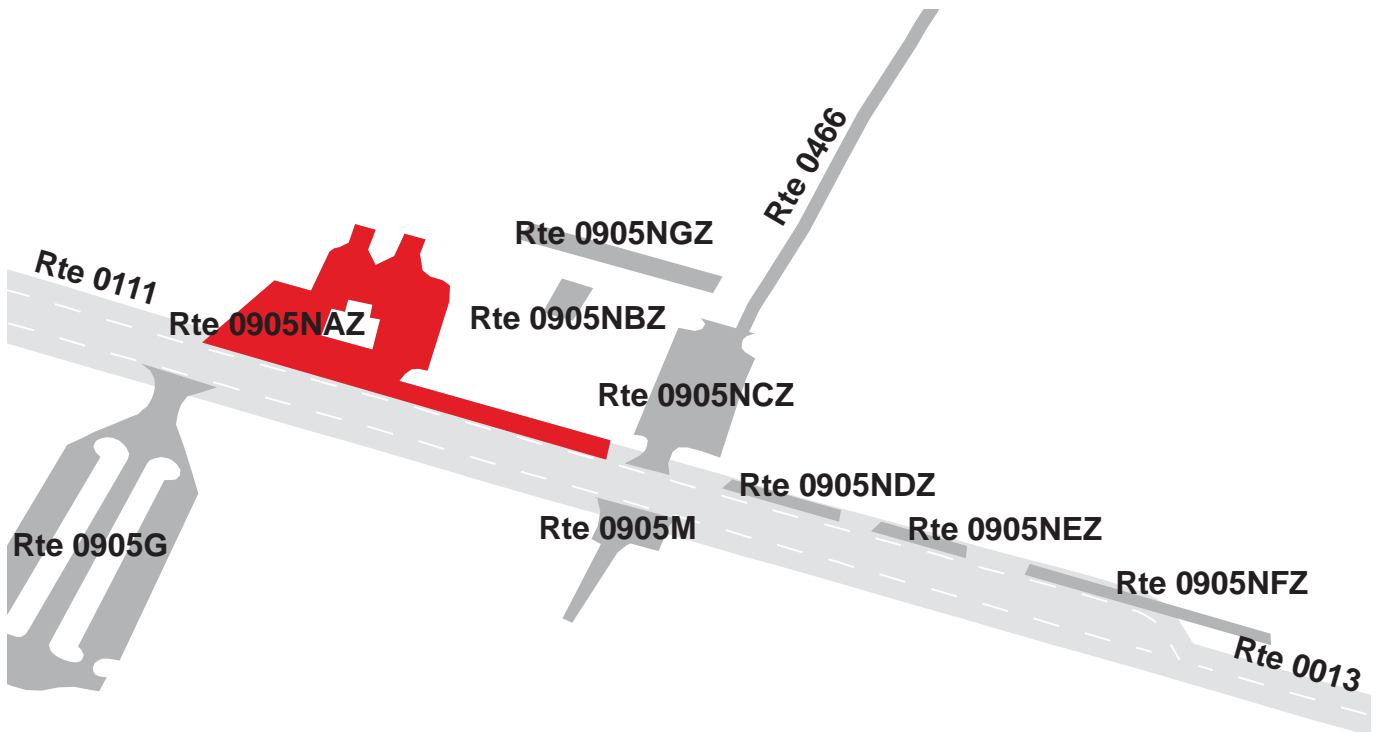 Rte 0466
Rte 0905NGZ
Rte 0111
Rte 0905NAZ
Rte 0905NBZ
Rte 0905NCZ
Rte 0905NDZ
Rte 0905M
Rte 0905NEZ
Rte 0905G
Rte 0905NFZ
Rte 0013